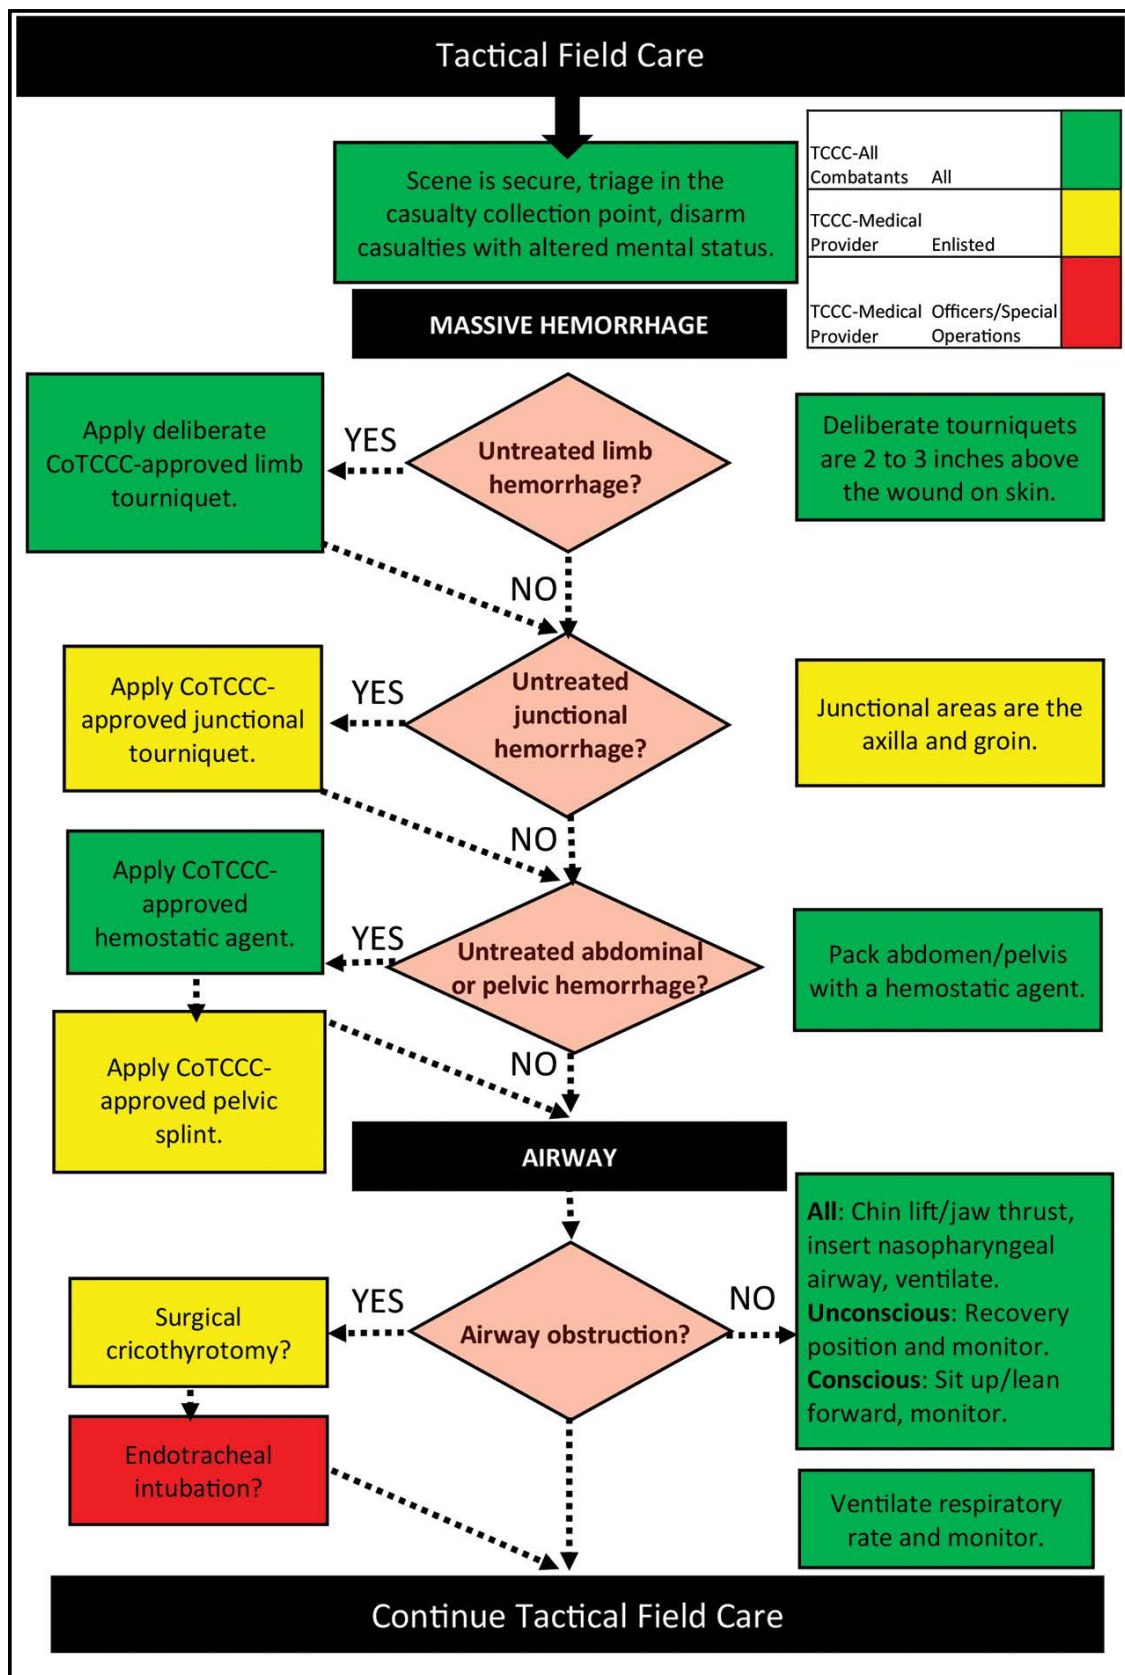 Tactical Field Care
Scene is secure, triage in the
casualty collection point, disarm
casualties with altered mental status.
TCCC-All
Combatants All
TCCC-Medical
Provider Enlisted
TCCC-Medical Officers/Special
Provider Operations
MASSIVE HEMORRHAGE
Apply deliberate
CoTCCC-approved limb
tourniquet.
YES
Untreated limb
hemorrhage?
Deliberate tourniquets
are 2 to 3 inches above
the wound on skin.
NO
Apply CoTCCC-
approved junctional
tourniquet.
YES
Untreated
junctional
hemorrhage?
Junctional areas are the
axilla and groin.
NO
Apply CoTCCC-
approved
hemostatic agent.
YES
Untreated abdominal
or pelvic hemorrhage?
Pack abdomen/pelvis
with a hemostatic agent.
NO
Apply CoTCCC-
approved pelvic
splint.
AIRWAY
Surgical
cricothyrotomy?
YES
Airway obstruction?
NO
All: Chin lift/jaw thrust,
insert nasopharyngeal
airway, ventilate.
Unconscious: Recovery
position and monitor.
Conscious: Sit up/lean
forward, monitor.
Endotracheal
intubation?
Ventilate respiratory
rate and monitor.
Continue Tactical Field Care